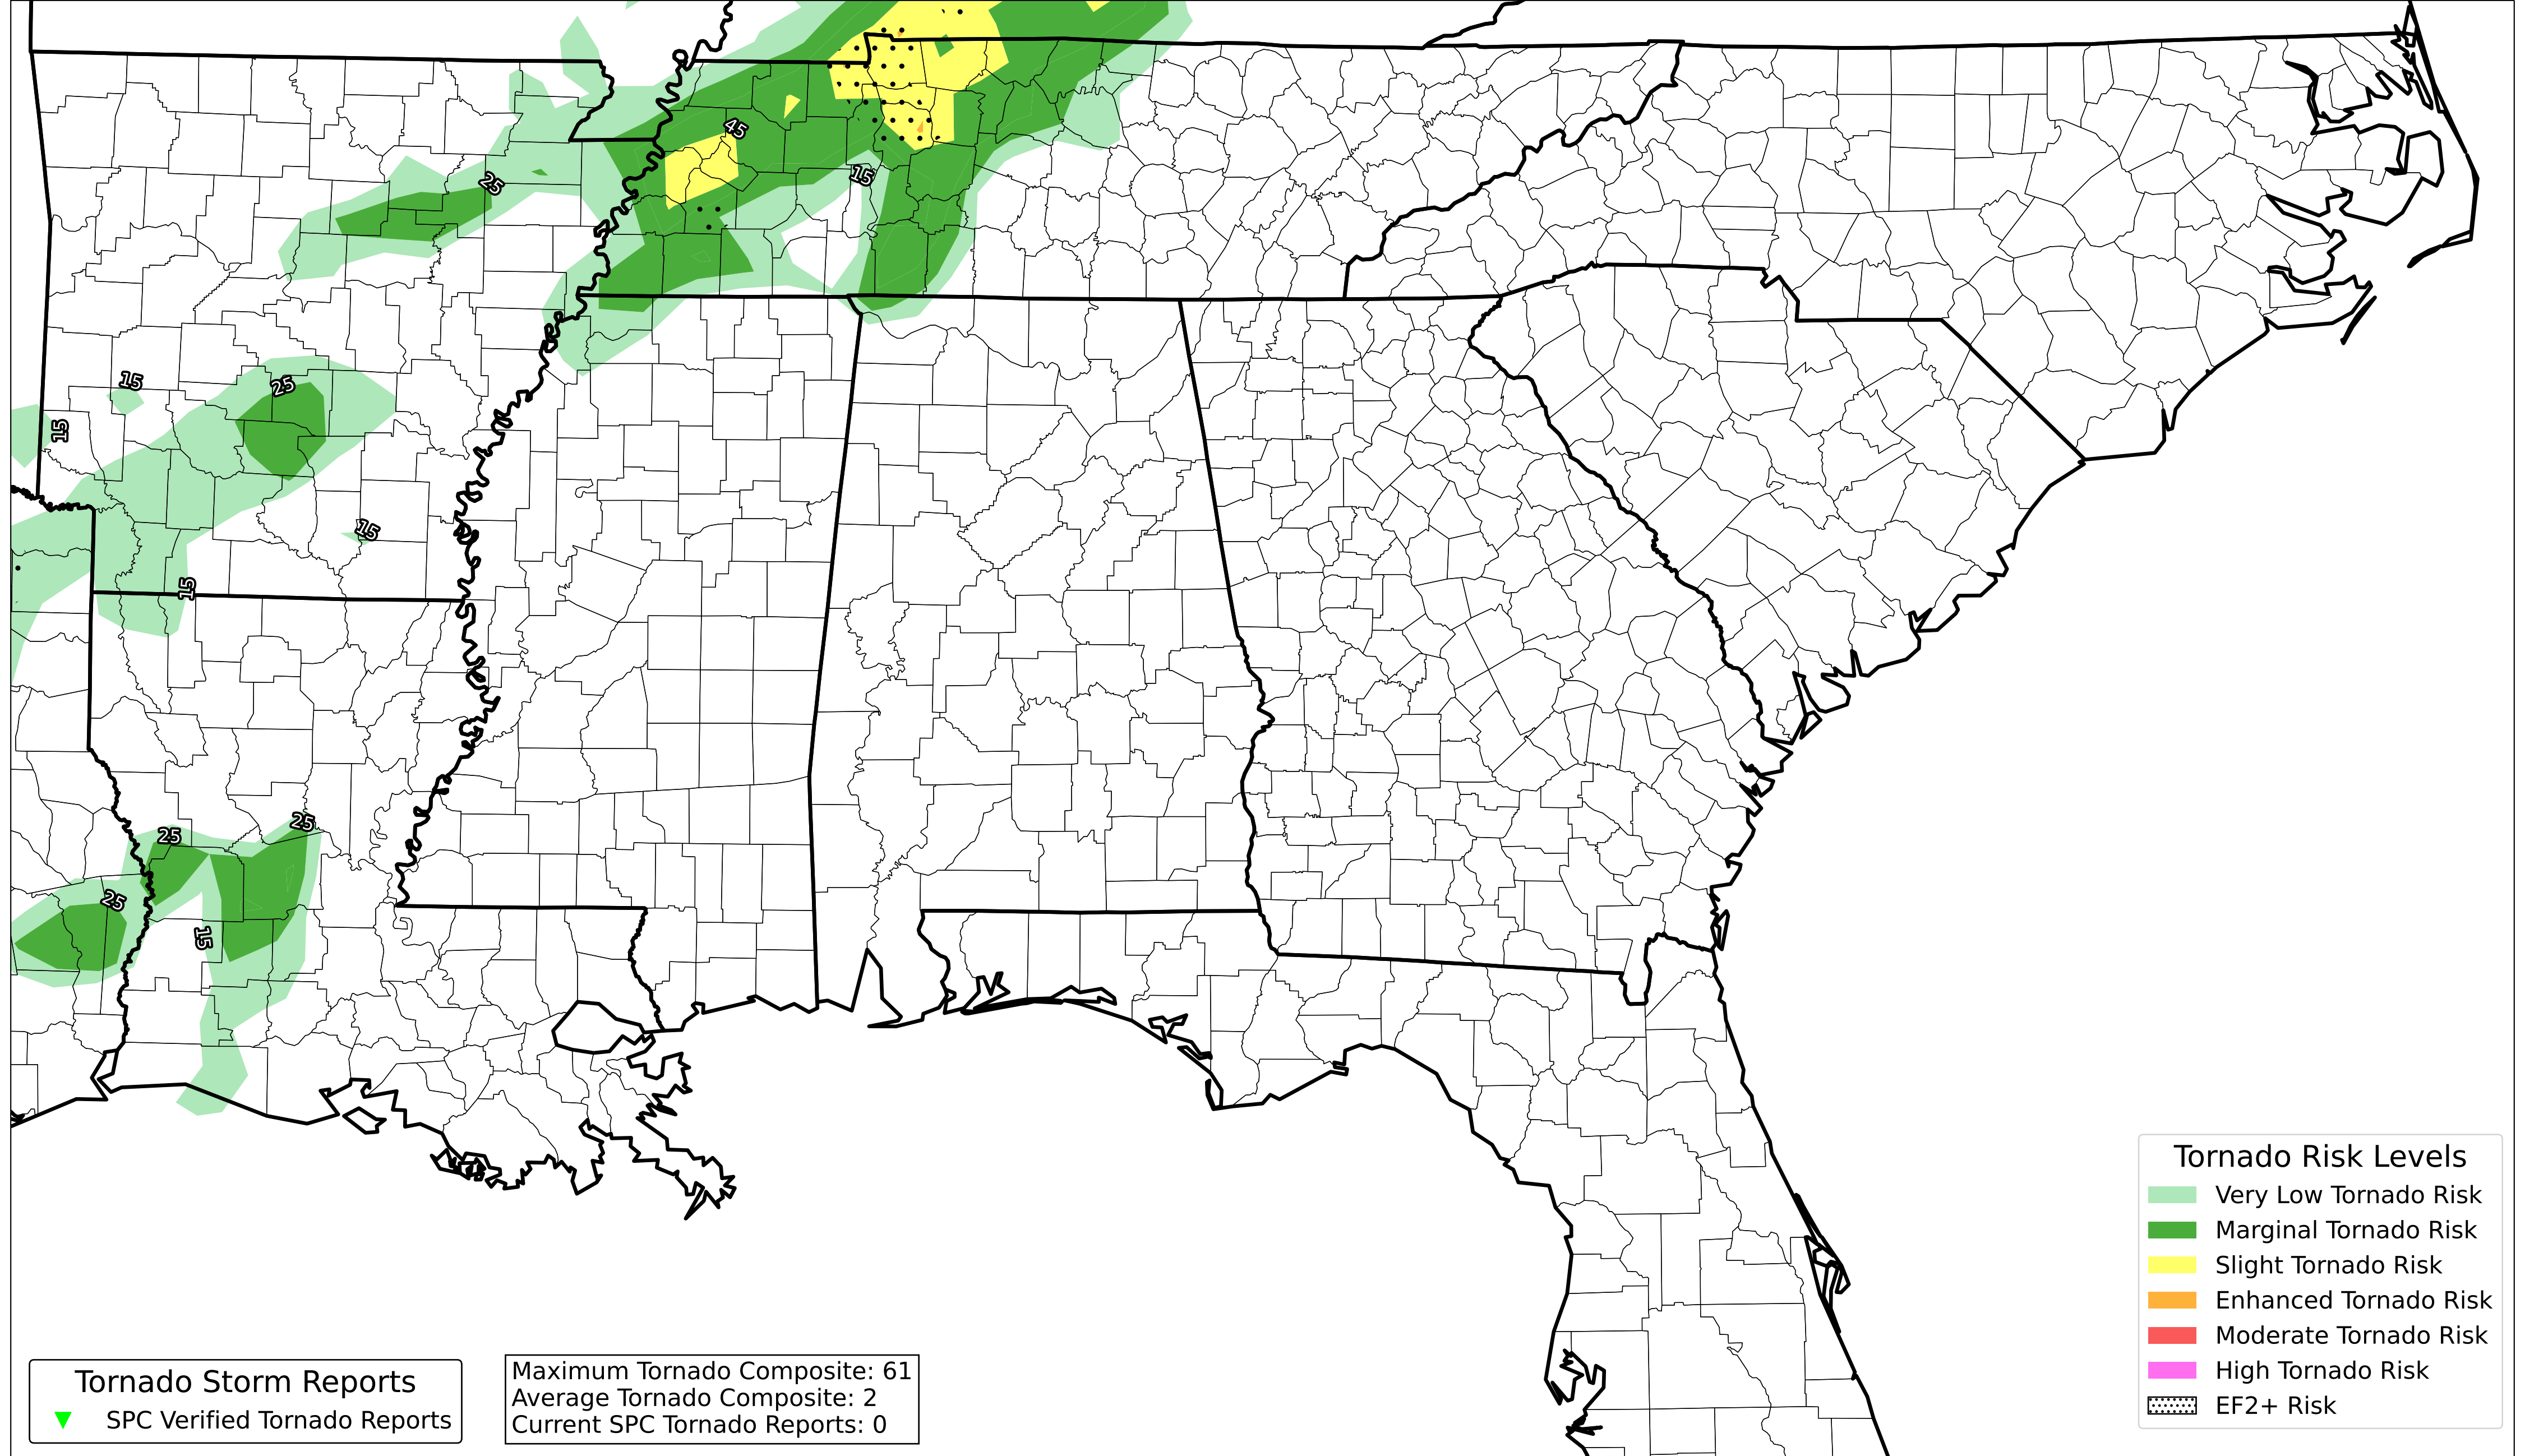 45
15
25
15
25
15
15
15
25
25
25
15
Tornado Risk Levels
Very Low Tornado Risk
Marginal Tornado Risk
Slight Tornado Risk
Enhanced Tornado Risk
Moderate Tornado Risk
High Tornado Risk
EF2+ Risk
Tornado Storm Reports
SPC Verified Tornado Reports
Maximum Tornado Composite: 61
Average Tornado Composite: 2
Current SPC Tornado Reports: 0